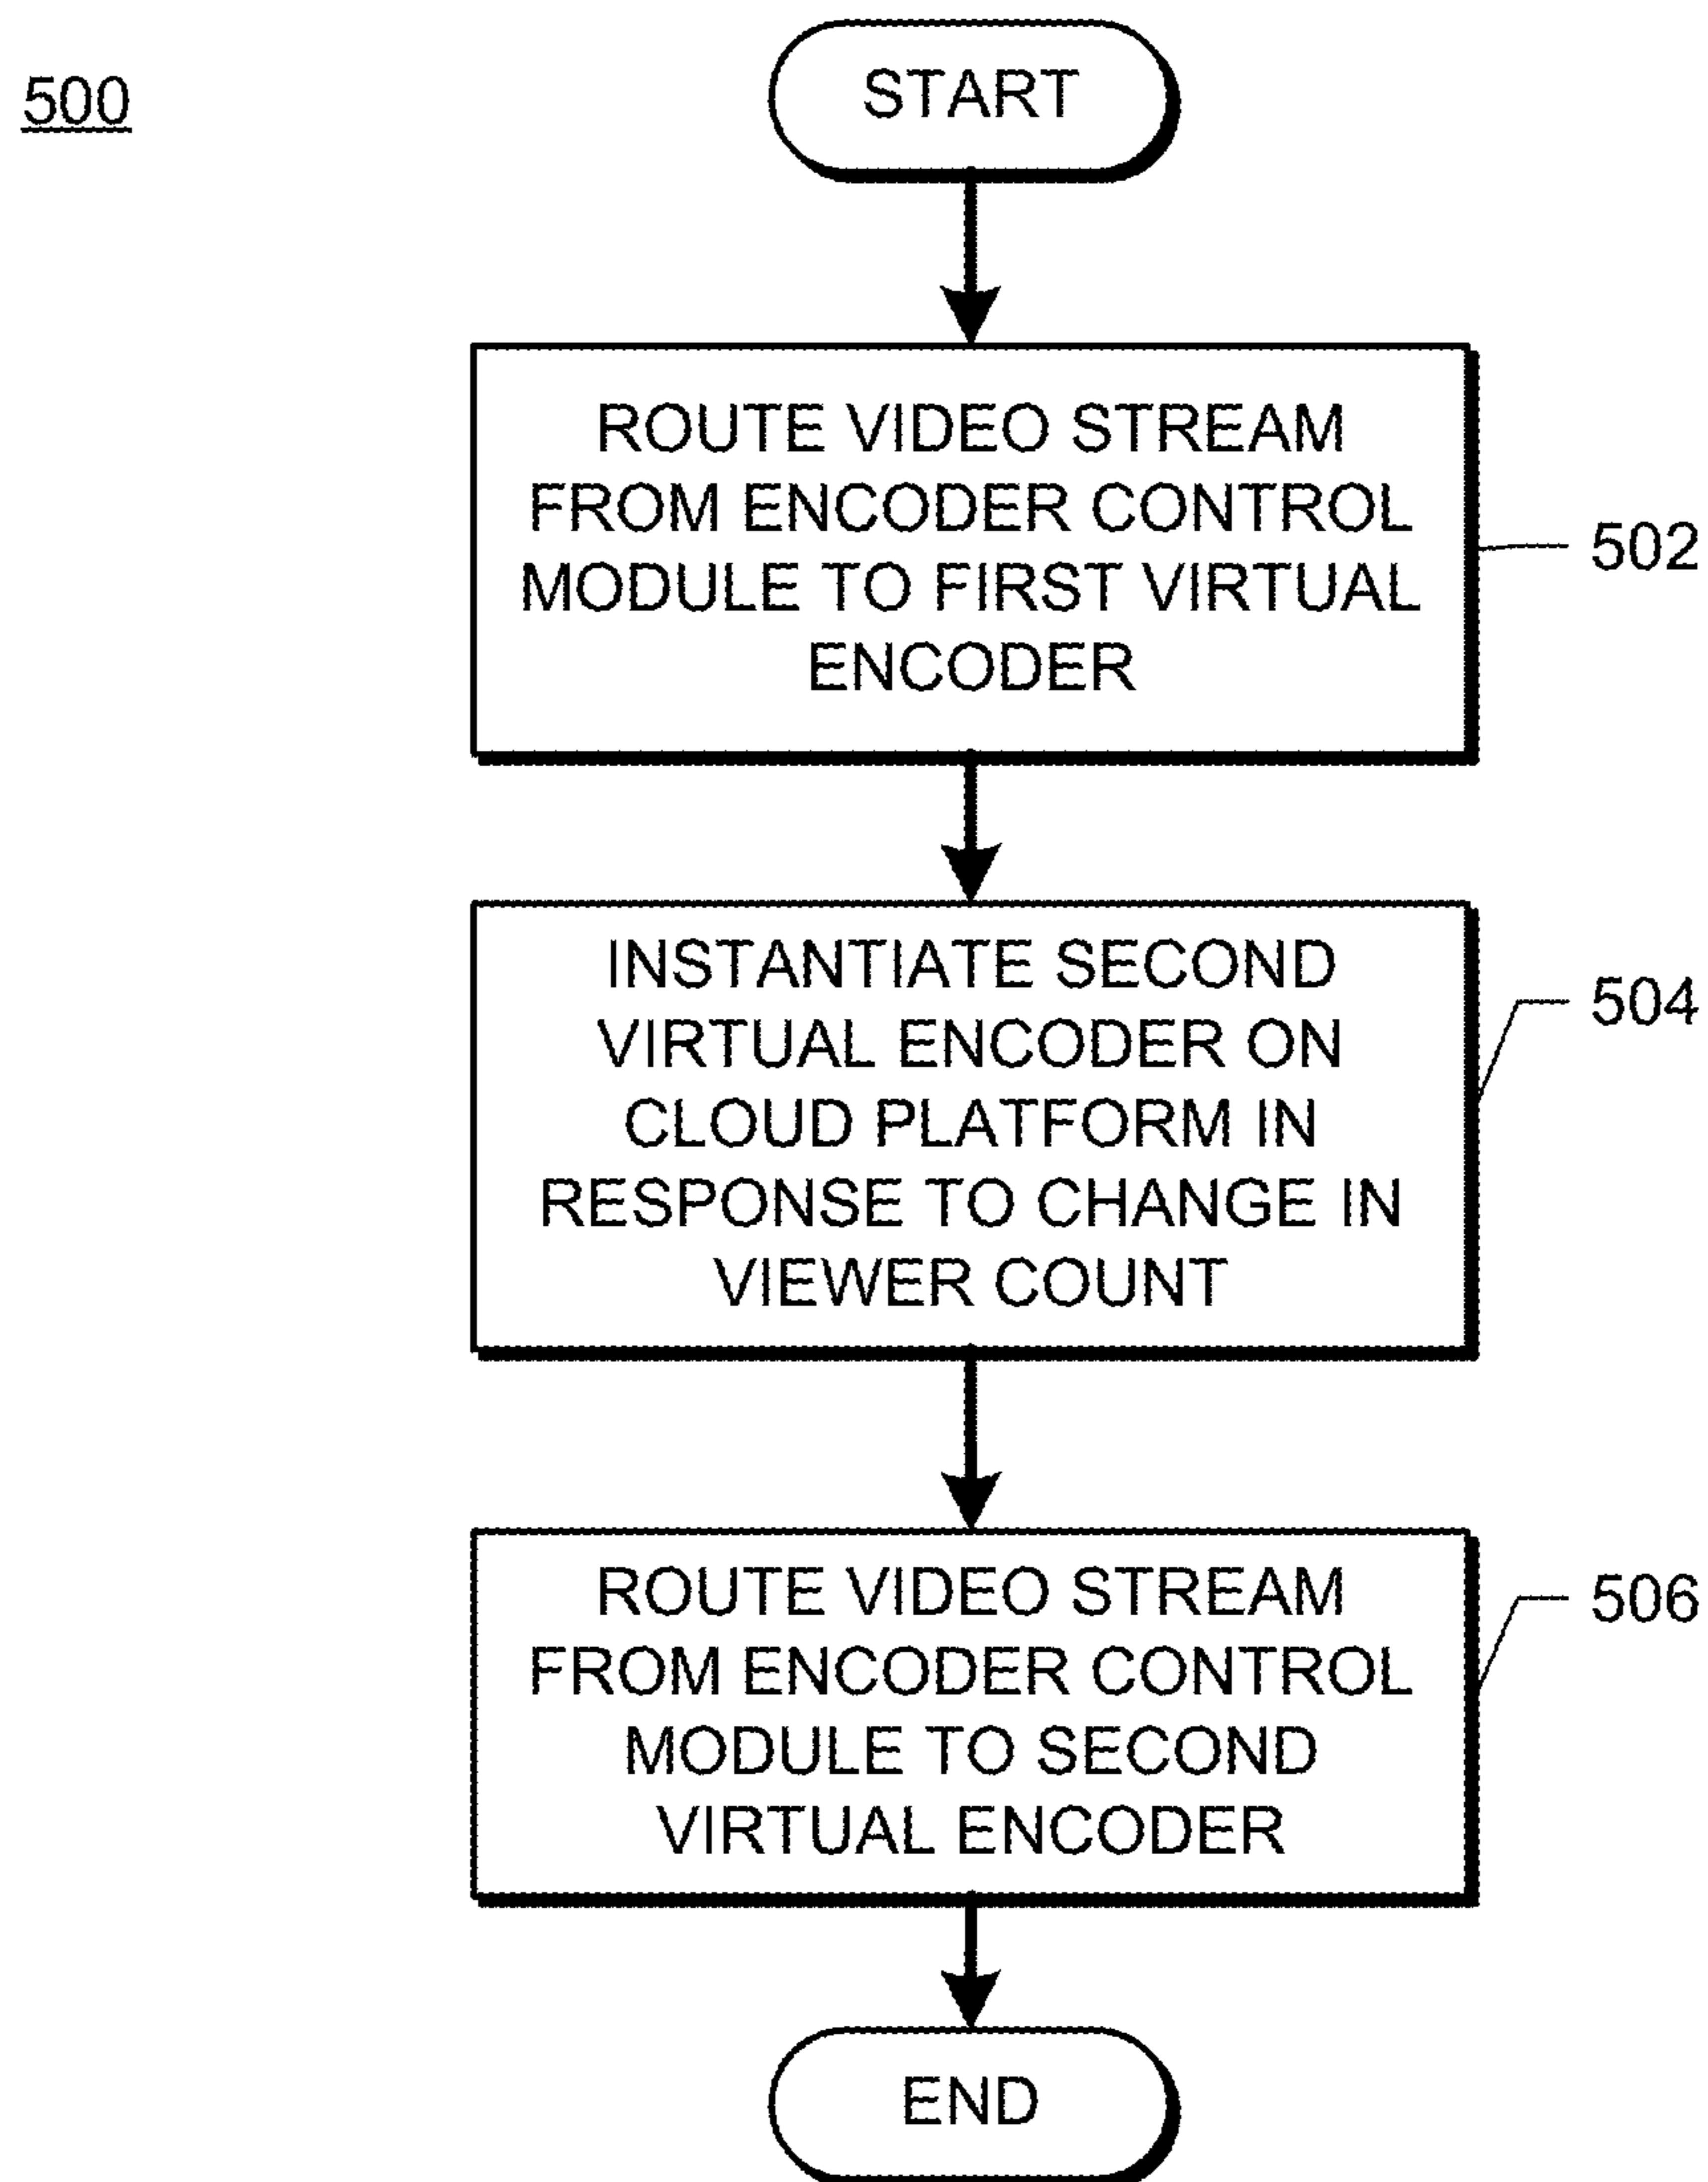 500
START
ROUTE VIDEO STREAM
FROM ENCODER CONTROL
MODULE TO FIRST VIRTUAL
ENCODER
502
INSTANTIATE SECOND
VIRTUAL ENCODER ON
CLOUD PLATFORM IN
RESPONSE TO CHANGE IN
VIEWER COUNT
504
ROUTE VIDEO STREAM
FROM ENCODER CONTROL
MODULE TO SECOND
VIRTUAL ENCODER
506
END